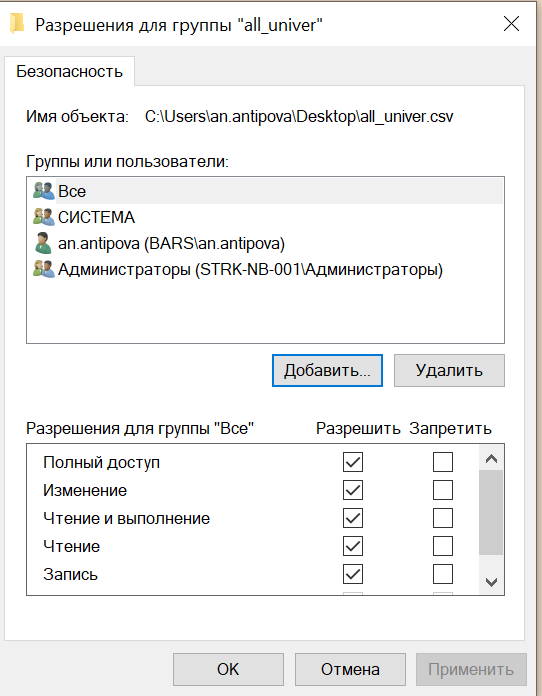 Разрешения для группы "all_univer"
Безопасность
Имя объекта: C:\Users\an.antipova\Desktop\all_univer.csv
Группы или пользователи:
Все
СИСТЕМА
an.antipova (BARS\an.antipova)
Администраторы (STRK-NB-001\Администраторы)
Добавить... Удалить
Разрешения для группы "Все" Разрешить Запретить
Полный доступ
Изменение
Чтение и выполнение
Чтение
Запись
OK Отмена Применить